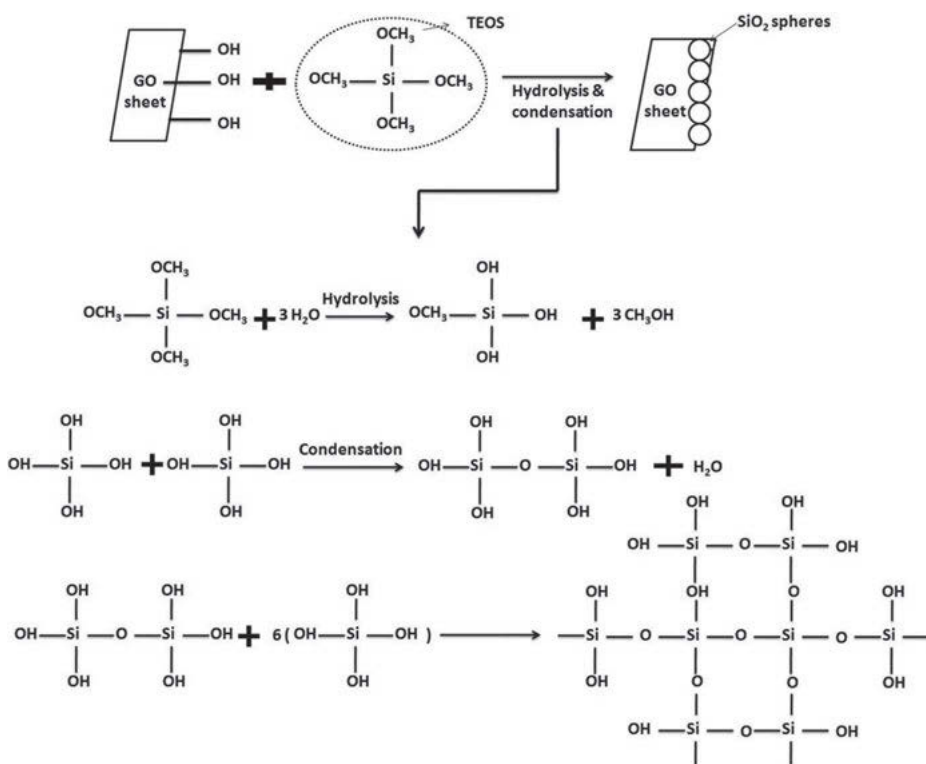 OH
OCH₃ TEOS
SiO₂ spheres
GO sheet OH + OCH₃ — Si — OCH₃ Hydrolysis & condensation GO sheet
OH
OCH₃
OCH₃ OH
OCH₃ — Si — OCH₃ + 3 H₂O Hydrolysis OCH₃ — Si — OH + 3 CH₃OH
OCH₃ OH
OH OH OH OH
OH — Si — OH + OH — Si — OH Condensation OH — Si — O — Si — OH + H₂O
OH OH OH OH
OH OH
OH — Si — O — Si — OH
OH OH OH OH O OH
OH — Si — O — Si — OH + 6 ( OH — Si — OH ) — Si — O — Si — O — Si — O — Si —
OH OH OH OH O O OH
OH — Si — O — Si — OH